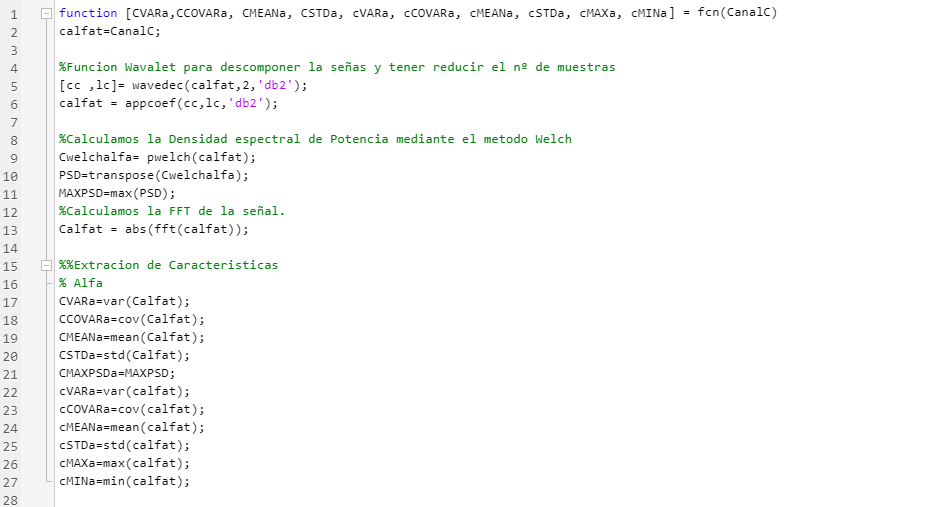 1 function [CVARa,CCOVARa, CMEANa, CSTDa, cVARa, cCOVARa, cMEANa, cSTDa, cMAXa, cMINa] = fcn(CanalC)
2 calfat=CanalC;
3
4 %Funcion Wavalet para descomponer la señas y tener reducir el nº de muestras
5 [cc ,lc]= wavedec(calfat,2,'db2');
6 calfat = appcoef(cc,lc,'db2');
7
8 %Calculamos la Densidad espectral de Potencia mediante el metodo Welch
9 Cwelchalfa= pwelch(calfat);
10 PSD=transpose(Cwelchalfa);
11 MAXPSD=max(PSD);
12 %Calculamos la FFT de la señal.
13 Calfat = abs(fft(calfat));
14
15 %%Extracion de Caracteristicas
16 % Alfa
17 CVARa=var(Calfat);
18 CCOVARa=cov(Calfat);
19 CMEANa=mean(Calfat);
20 CSTDa=std(Calfat);
21 CMAXPSDa=MAXPSD;
22 cVARa=var(calfat);
23 cCOVARa=cov(calfat);
24 cMEANa=mean(calfat);
25 cSTDa=std(calfat);
26 cMAXa=max(calfat);
27 cMINa=min(calfat);
28